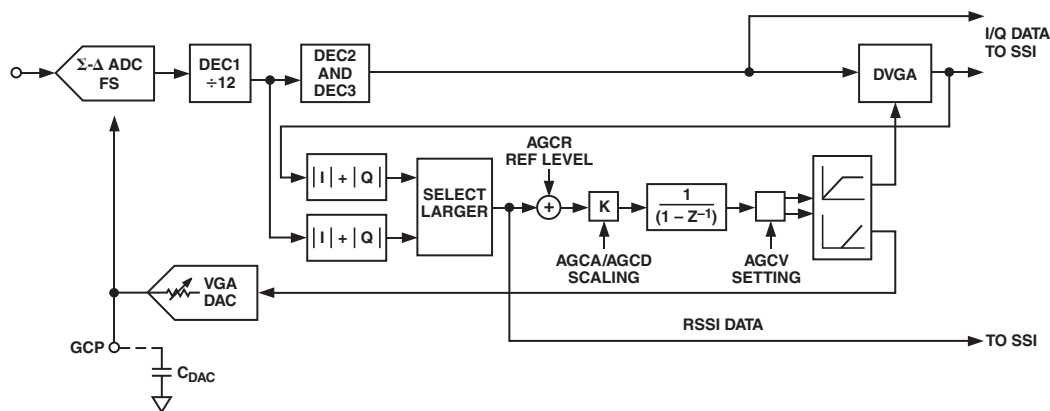 I/Q DATA
TO SSI
Σ-Δ ADC
FS
DEC1
÷12
DEC2
AND
DEC3
DVGA
AGCR
REF LEVEL
|I| + |Q|
SELECT
LARGER
+
K
1
(1 – Z–1)
|I| + |Q|
AGCA/AGCD
SCALING
AGCV
SETTING
VGA
DAC
RSSI DATA
TO SSI
GCP
CDAC